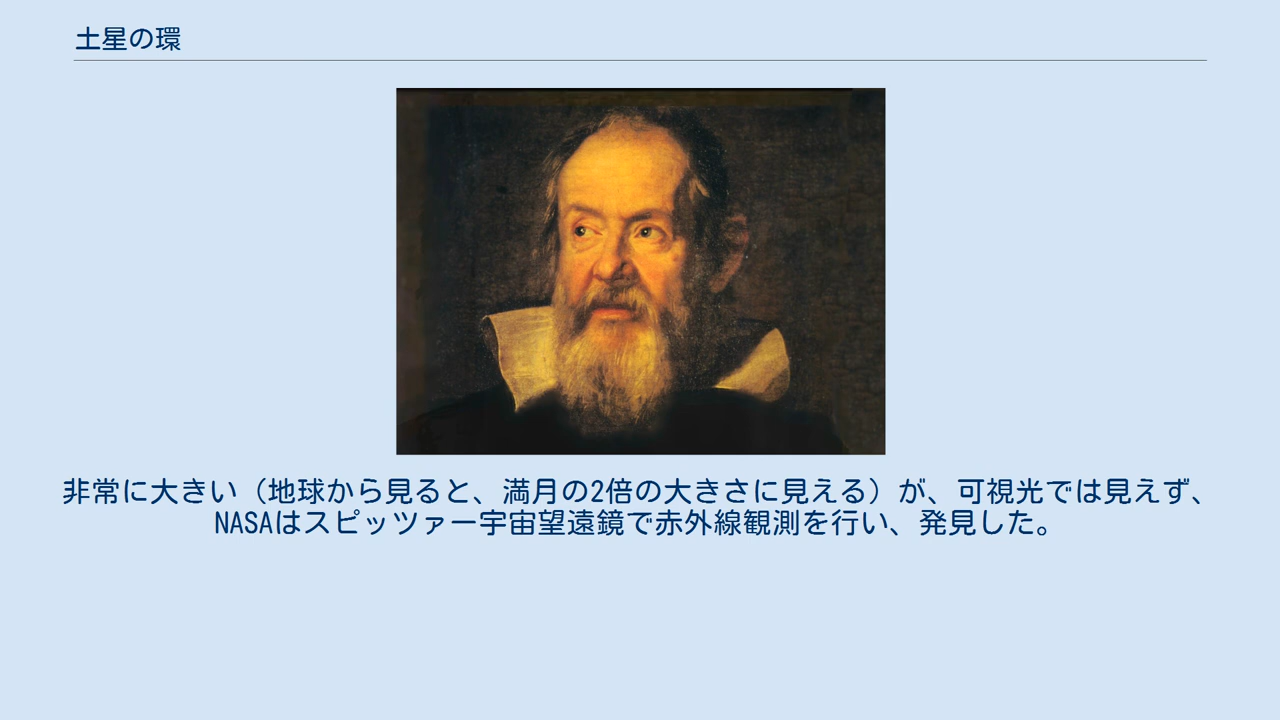 土星の環
非常に大きい（地球から見ると、満月の2倍の大きさに見える）が、可視光では見えず、
NASAはスピッツァー宇宙望遠鏡で赤外線観測を行い、発見した。